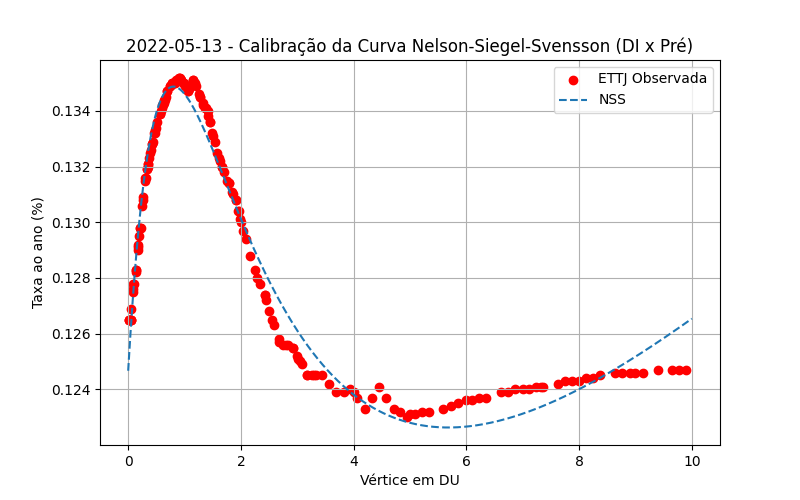 2022-05-13 - Calibração da Curva Nelson-Siegel-Svensson (DI x Pré)
ETTJ Observada
NSS
Taxa ao ano (%)
0.134
0.132
0.130
0.128
0.126
0.124
0 2 4 6 8 10
Vértice em DU